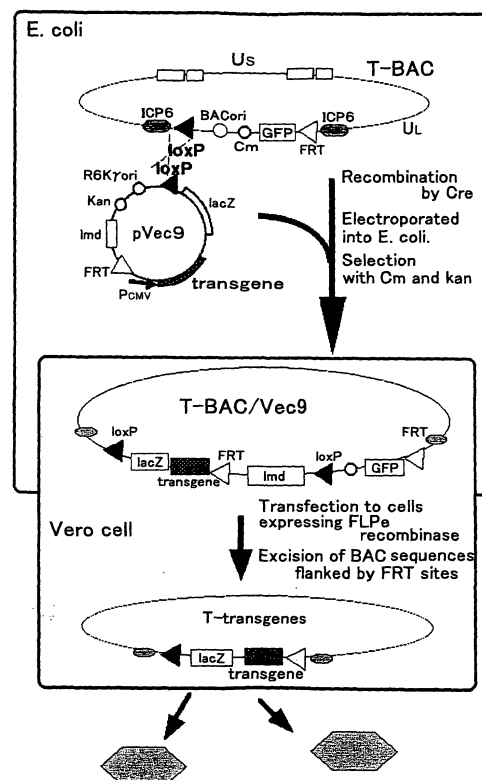 E. coli
Us
T-BAC
ICP6
BACori
ICP6
UL
Cm
GFP
FRT
loxP
loxP
R6Kγori
Kan
lacZ
lmd
pVec9
FRT
PCMV
transgene
Recombination
by Cre
Electroporated
into E. coli.
Selection
with Cm and kan
T-BAC/Vec9
loxP
FRT
lacZ
FRT
loxP
transgene
lmd
GFP
Vero cell
Transfection to cells
expressing FLPe
recombinase
Excision of BAC sequences
flanked by FRT sites
T-transgenes
lacZ
transgene